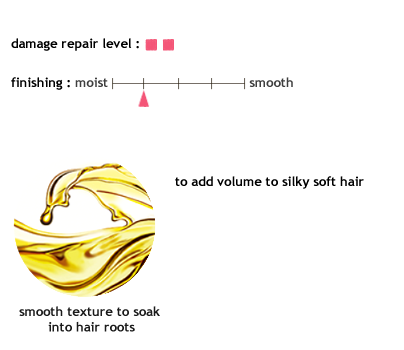 damage repair level :
finishing : moist smooth
to add volume to silky soft hair
smooth texture to soak
into hair roots